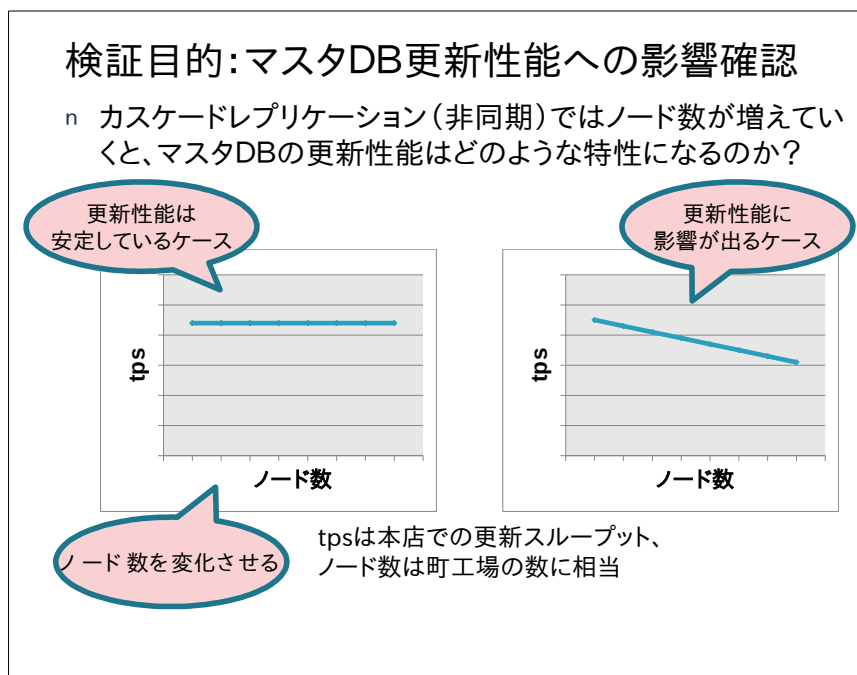 検証目的:マスタDB更新性能への影響確認
n カスケードレプリケーション(非同期)ではノード数が増えてい
くと、マスタDBの更新性能はどのような特性になるのか?
更新性能は
安定しているケース
更新性能に
影響が出るケース
tps
ノード数
tps
ノード数
ノード数を変化させる
tpsは本店での更新スループット、
ノード数は町工場の数に相当